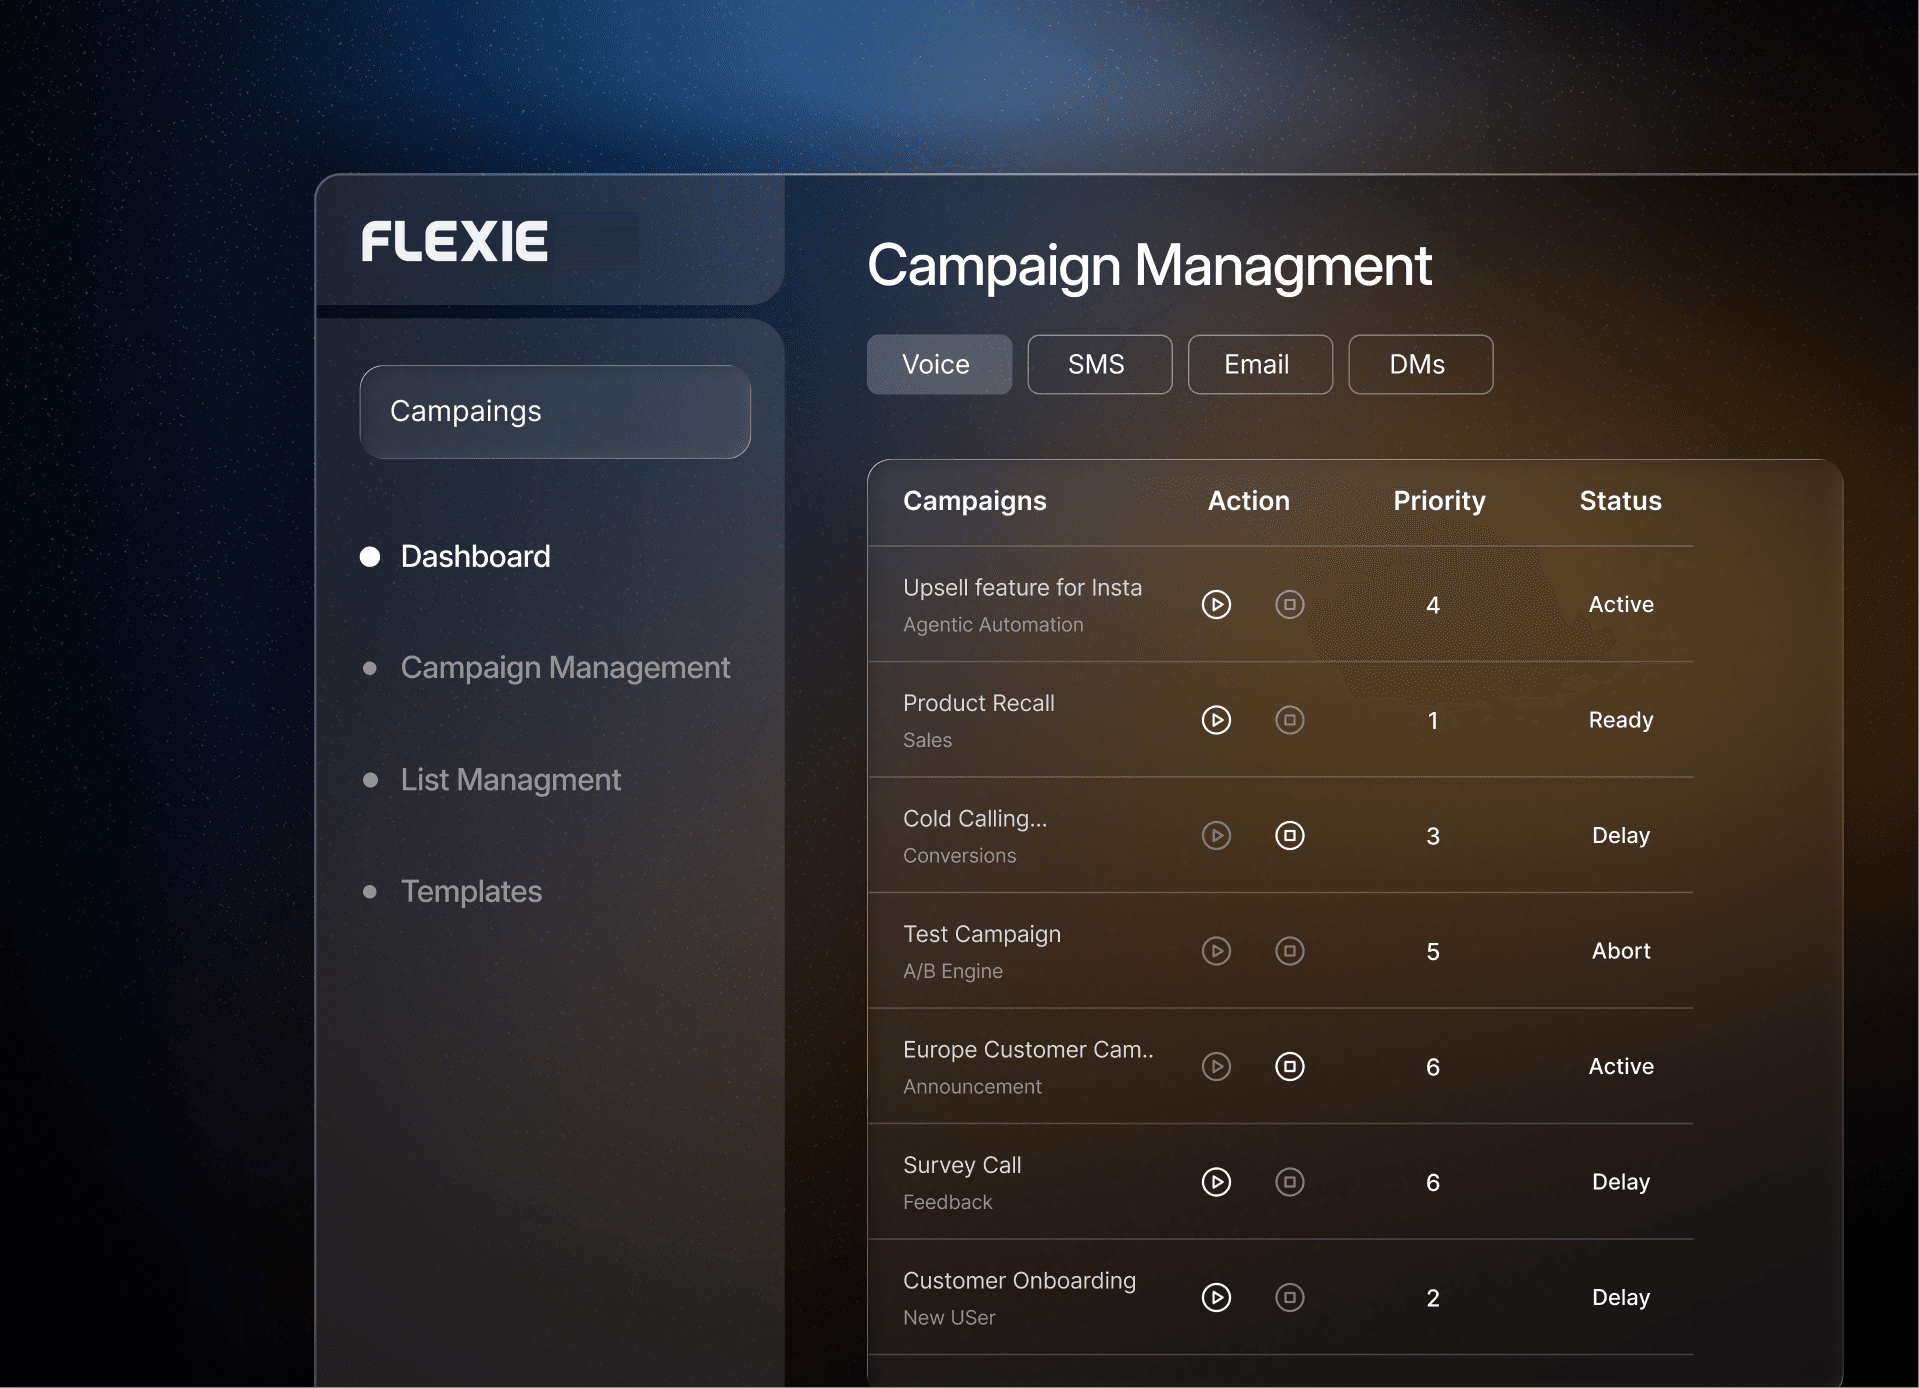 FLEXIE
Campaings
Dashboard
Campaign Management
List Managment
Templates
Campaign Managment
Voice SMS Email DMs
Campaigns Action Priority Status
Upsell feature for Insta
Agentic Automation
4 Active
Product Recall
Sales
1 Ready
Cold Calling...
Conversions
3 Delay
Test Campaign
A/B Engine
5 Abort
Europe Customer Cam..
Announcement
6 Active
Survey Call
Feedback
6 Delay
Customer Onboarding
New USer
2 Delay